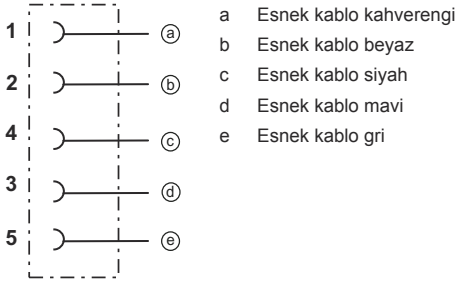 1 ⓐ
2 ⓑ
4 ⓒ
3 ⓓ
5 ⓔ
a Esnek kablo kahverengi
b Esnek kablo beyaz
c Esnek kablo siyah
d Esnek kablo mavi
e Esnek kablo gri